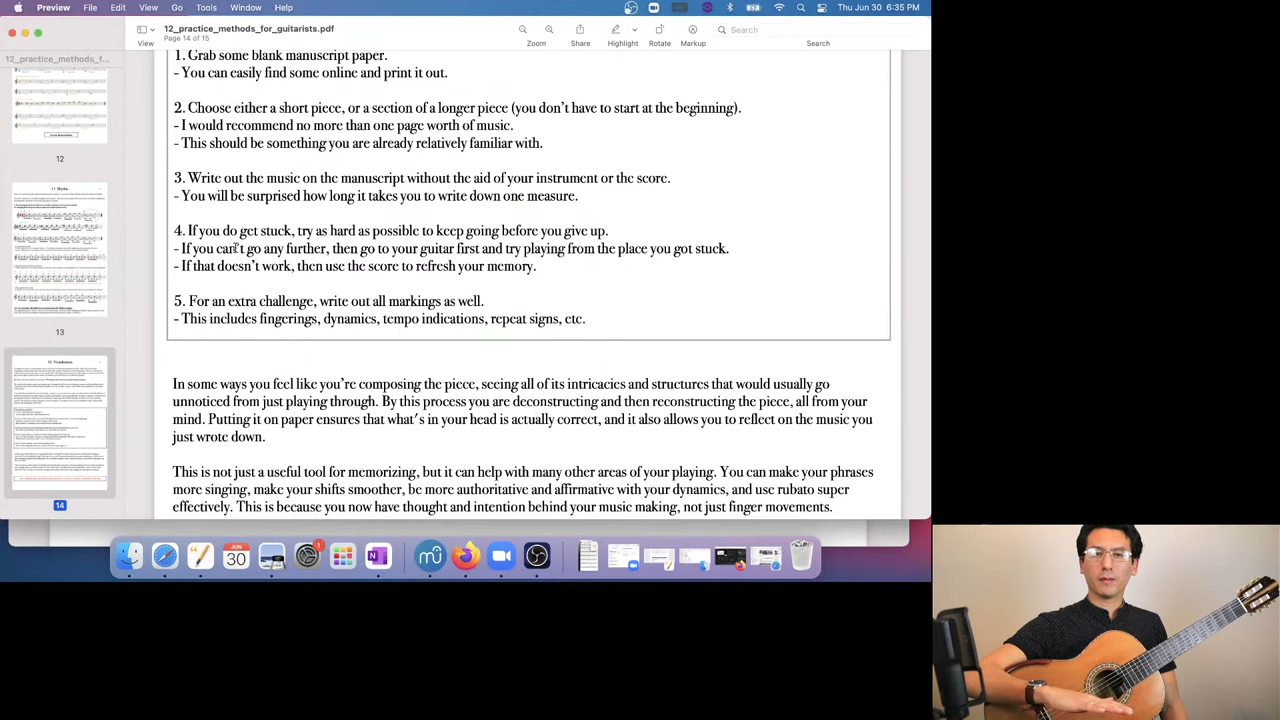 Preview File Edit View Go Tools Window Help Thu Jun 30 6:35 PM
12_practice_methods_for_guitarists.pdf
Page 14 of 15
View Zoom Share Highlight Rotate Markup Search Search
12_practice_methods_f...
12
13
14
1. Grab some blank manuscript paper.
- You can easily find some online and print it out.
2. Choose either a short piece, or a section of a longer piece (you don't have to start at the beginning).
- I would recommend no more than one page worth of music.
- This should be something you are already relatively familiar with.
3. Write out the music on the manuscript without the aid of your instrument or the score.
- You will be surprised how long it takes you to write down one measure.
4. If you do get stuck, try as hard as possible to keep going before you give up.
- If you can't go any further, then go to your guitar first and try playing from the place you got stuck.
- If that doesn't work, then use the score to refresh your memory.
5. For an extra challenge, write out all markings as well.
- This includes fingerings, dynamics, tempo indications, repeat signs, etc.
In some ways you feel like you're composing the piece, seeing all of its intricacies and structures that would usually go
unnoticed from just playing through. By this process you are deconstructing and then reconstructing the piece, all from your
mind. Putting it on paper ensures that what's in your head is actually correct, and it also allows you to reflect on the music you
just wrote down.
This is not just a useful tool for memorizing, but it can help with many other areas of your playing. You can make your phrases
more singing, make your shifts smoother, be more authoritative and affirmative with your dynamics, and use rubato super
effectively. This is because you now have thought and intention behind your music making, not just finger movements.
JUN
30
1